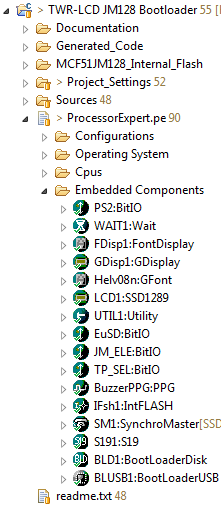 > TWR-LCD JM128 Bootloader 55 [
Documentation
Generated_Code
MCF51JM128_Internal_Flash
> Project_Settings 52
Sources 48
> ProcessorExpert.pe 90
Configurations
Operating System
Cpus
Embedded Components
PS2:BitIO
WAIT1:Wait
FDisp1:FontDisplay
GDisp1:GDisplay
Helv08n:GFont
LCD1:SSD1289
UTIL1:Utility
EuSD:BitIO
JM_ELE:BitIO
TP_SEL:BitIO
BuzzerPPG:PPG
IFsh1:IntFLASH
SM1:SynchroMaster[SSD
S191:S19
BLD1:BootLoaderDisk
BLUSB1:BootLoaderUSB
readme.txt 48